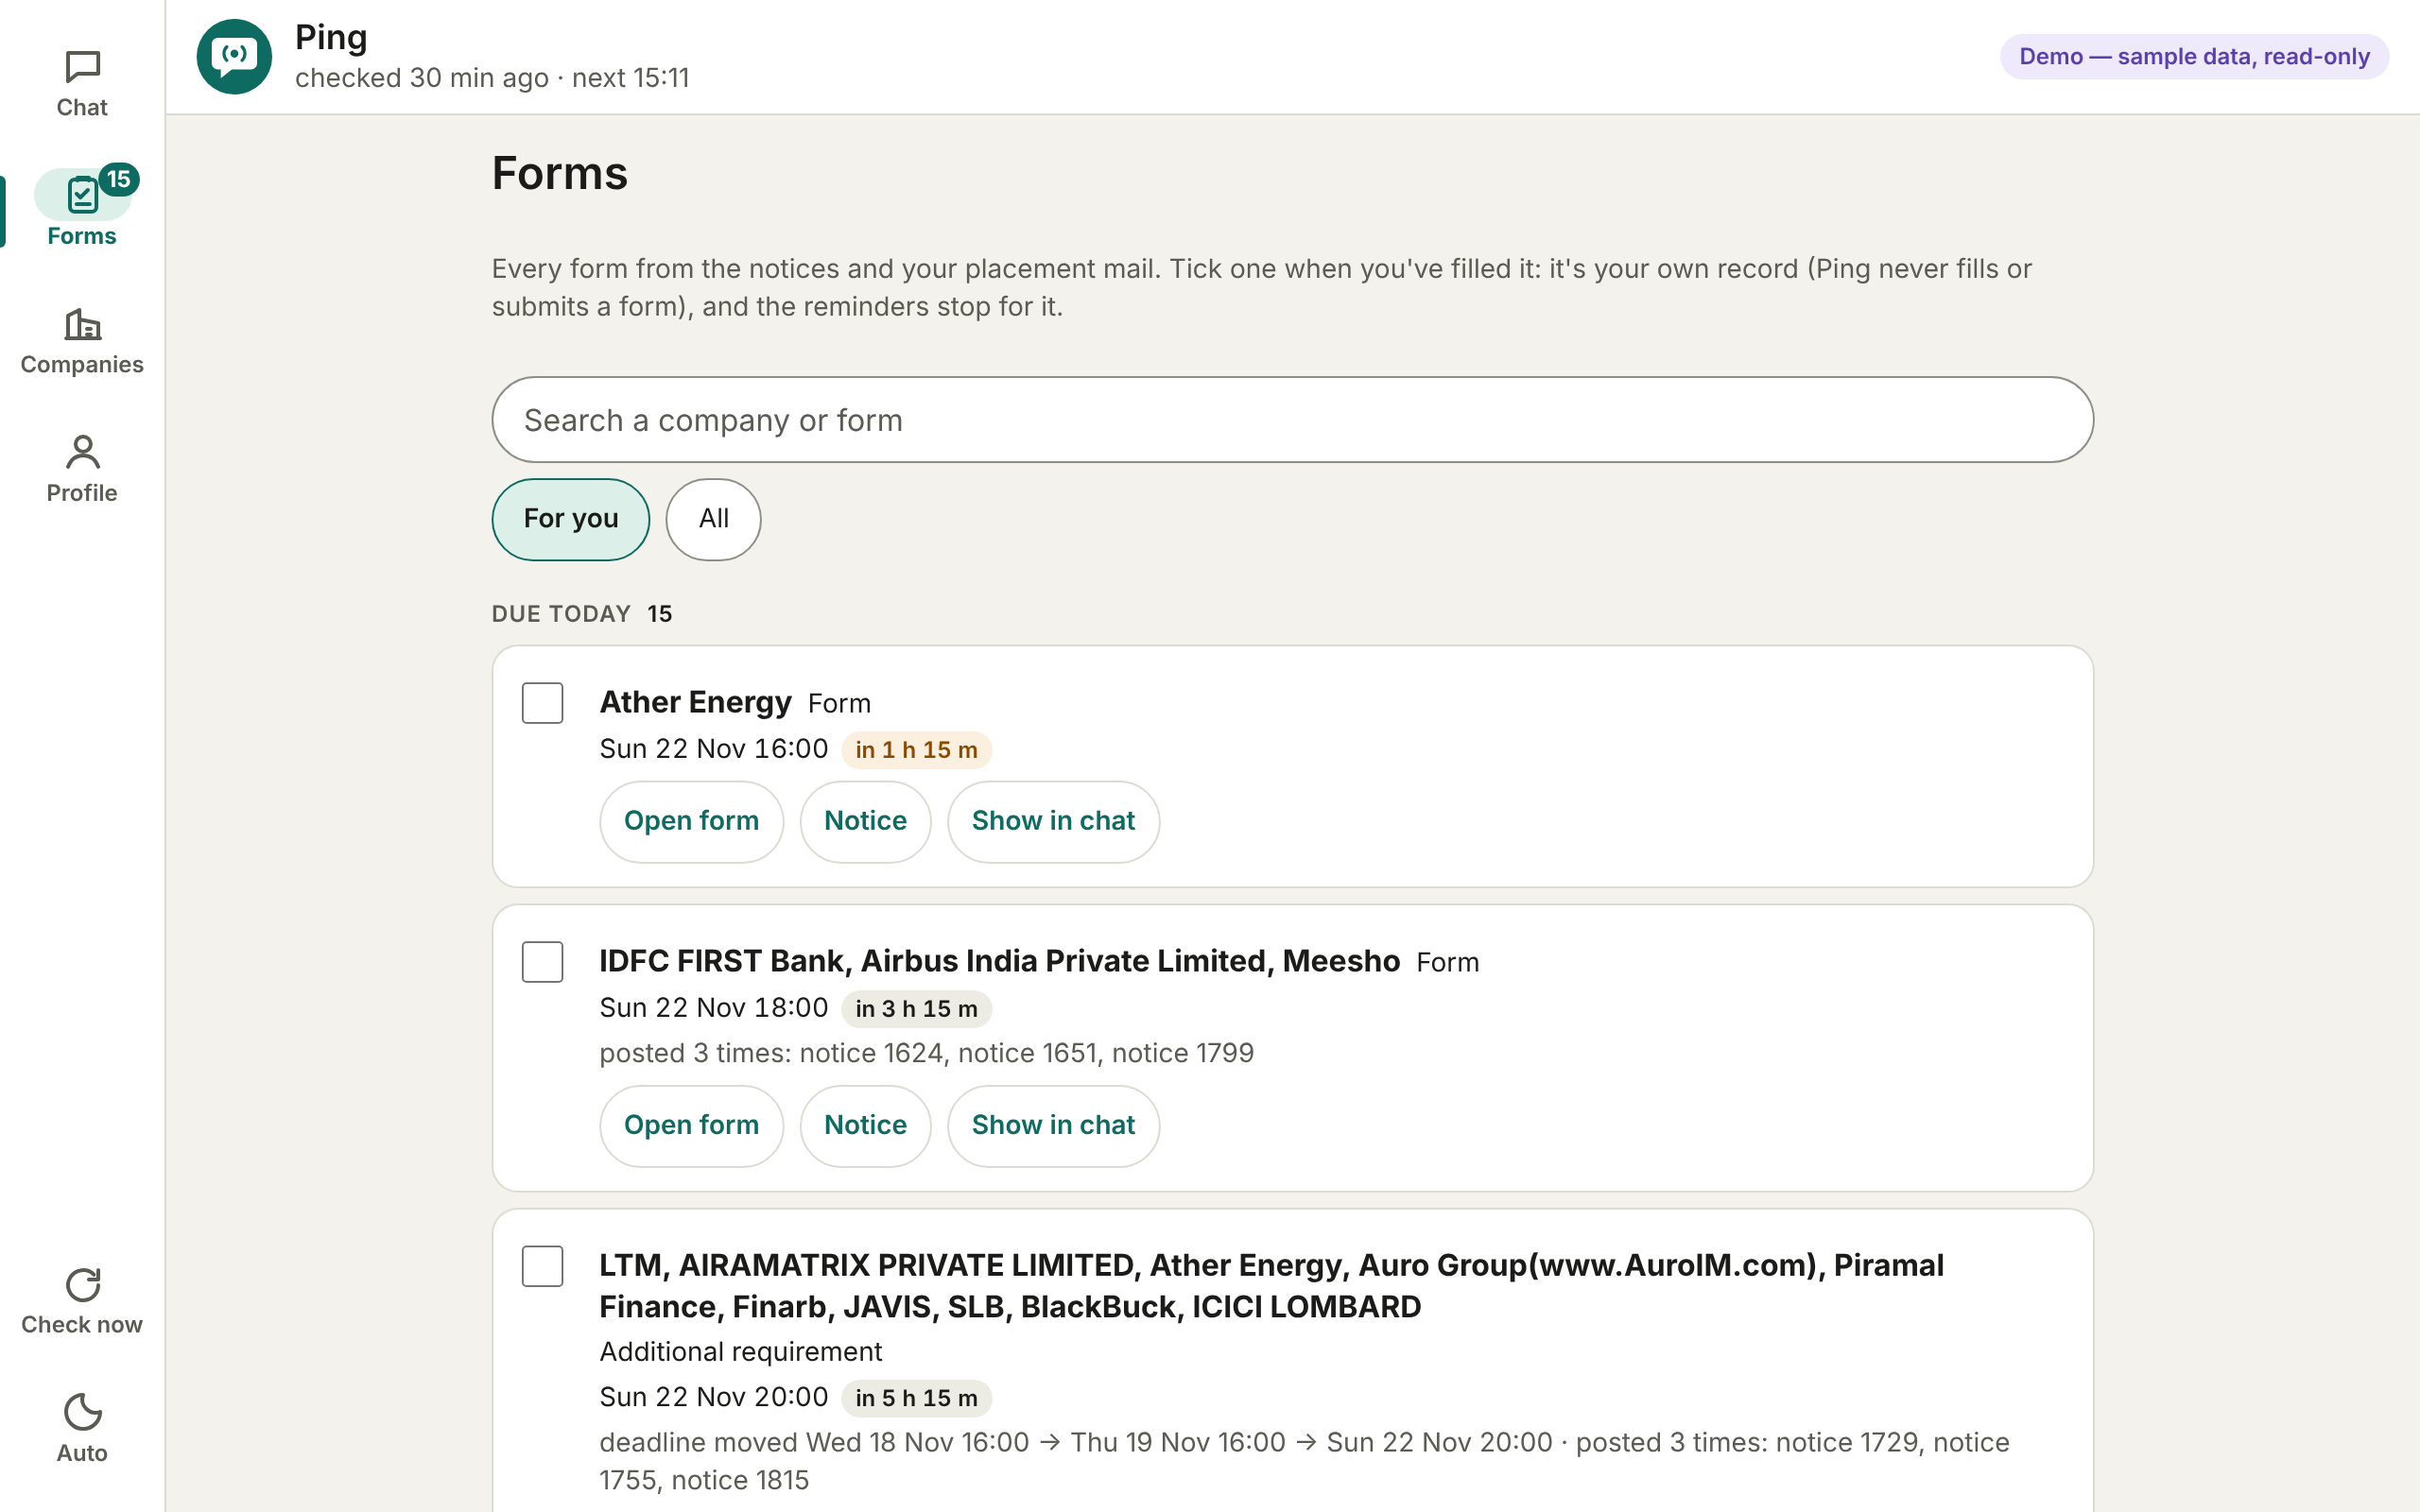 Ping
checked 30 min ago · next 15:11
Demo — sample data, read-only
Chat
15
Forms
Companies
Profile
Check now
Auto
Forms
Every form from the notices and your placement mail. Tick one when you've filled it: it's your own record (Ping never fills or
submits a form), and the reminders stop for it.
Search a company or form
For you
All
DUE TODAY 15
Ather Energy Form
Sun 22 Nov 16:00 in 1 h 15 m
Open form
Notice
Show in chat
IDFC FIRST Bank, Airbus India Private Limited, Meesho Form
Sun 22 Nov 18:00 in 3 h 15 m
posted 3 times: notice 1624, notice 1651, notice 1799
Open form
Notice
Show in chat
LTM, AIRAMATRIX PRIVATE LIMITED, Ather Energy, Auro Group(www.AuroIM.com), Piramal
Finance, Finarb, JAVIS, SLB, BlackBuck, ICICI LOMBARD
Additional requirement
Sun 22 Nov 20:00 in 5 h 15 m
deadline moved Wed 18 Nov 16:00 → Thu 19 Nov 16:00 → Sun 22 Nov 20:00 · posted 3 times: notice 1729, notice
1755, notice 1815